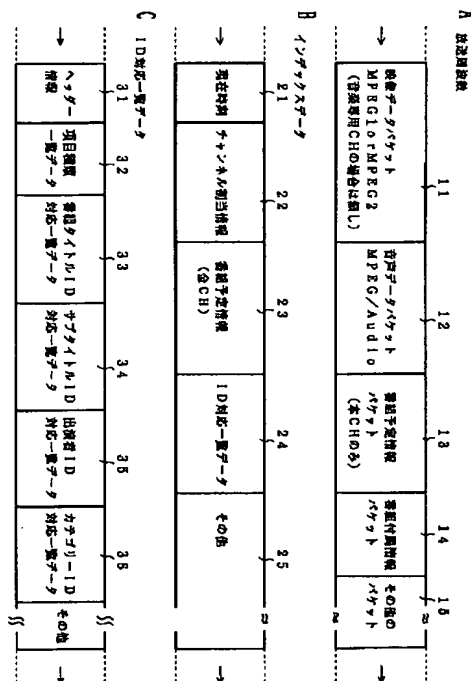 A 放送周波数
11
映像データパケット
MPEG1orMPEG2
(音楽専用CHの場合は無し)
12
音声データパケット
MPEG/Audio
13
番組予定情報
パケット
(本CHのみ)
14
番組付属情報
パケット
15
その他の
パケット
B インデックスデータ
21
現在時刻
22
チャンネル割当情報
23
番組予定情報
(全CH)
24
ID対応一覧データ
25
その他
C ID対応一覧データ
31
ヘッダー
情報
32
項目種類
一覧データ
33
番組タイトルID
対応一覧データ
34
サブタイトルID
対応一覧データ
35
出演者ID
対応一覧データ
36
カテゴリーID
対応一覧データ
その他